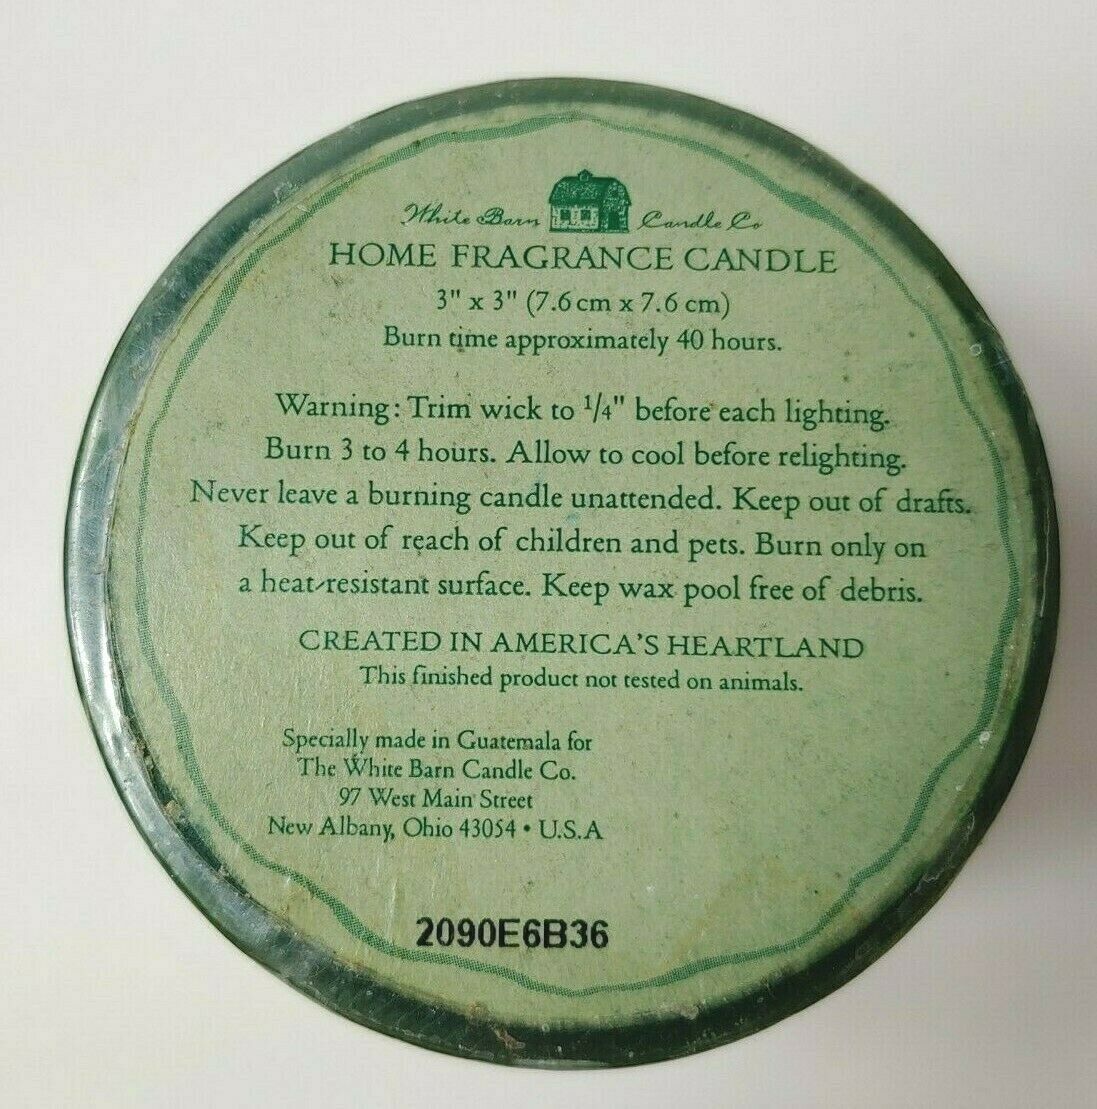 White Barn Candle Co
HOME FRAGRANCE CANDLE
3" x 3" (7.6 cm x 7.6 cm)
Burn time approximately 40 hours.
Warning: Trim wick to 1/4" before each lighting.
Burn 3 to 4 hours. Allow to cool before relighting.
Never leave a burning candle unattended. Keep out of drafts.
Keep out of reach of children and pets. Burn only on
a heat-resistant surface. Keep wax pool free of debris.
CREATED IN AMERICA'S HEARTLAND
This finished product not tested on animals.
Specially made in Guatemala for
The White Barn Candle Co.
97 West Main Street
New Albany, Ohio 43054 • U.S.A
2090E6B36